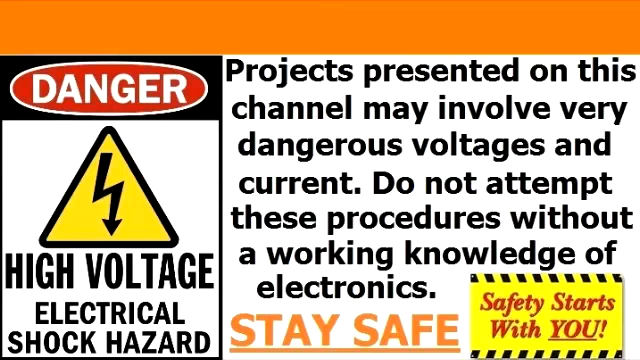 DANGER
HIGH VOLTAGE
ELECTRICAL
SHOCK HAZARD
Projects presented on this
channel may involve very
dangerous voltages and
current. Do not attempt
these procedures without
a working knowledge of
electronics.
STAY SAFE
Safety Starts
With YOU!